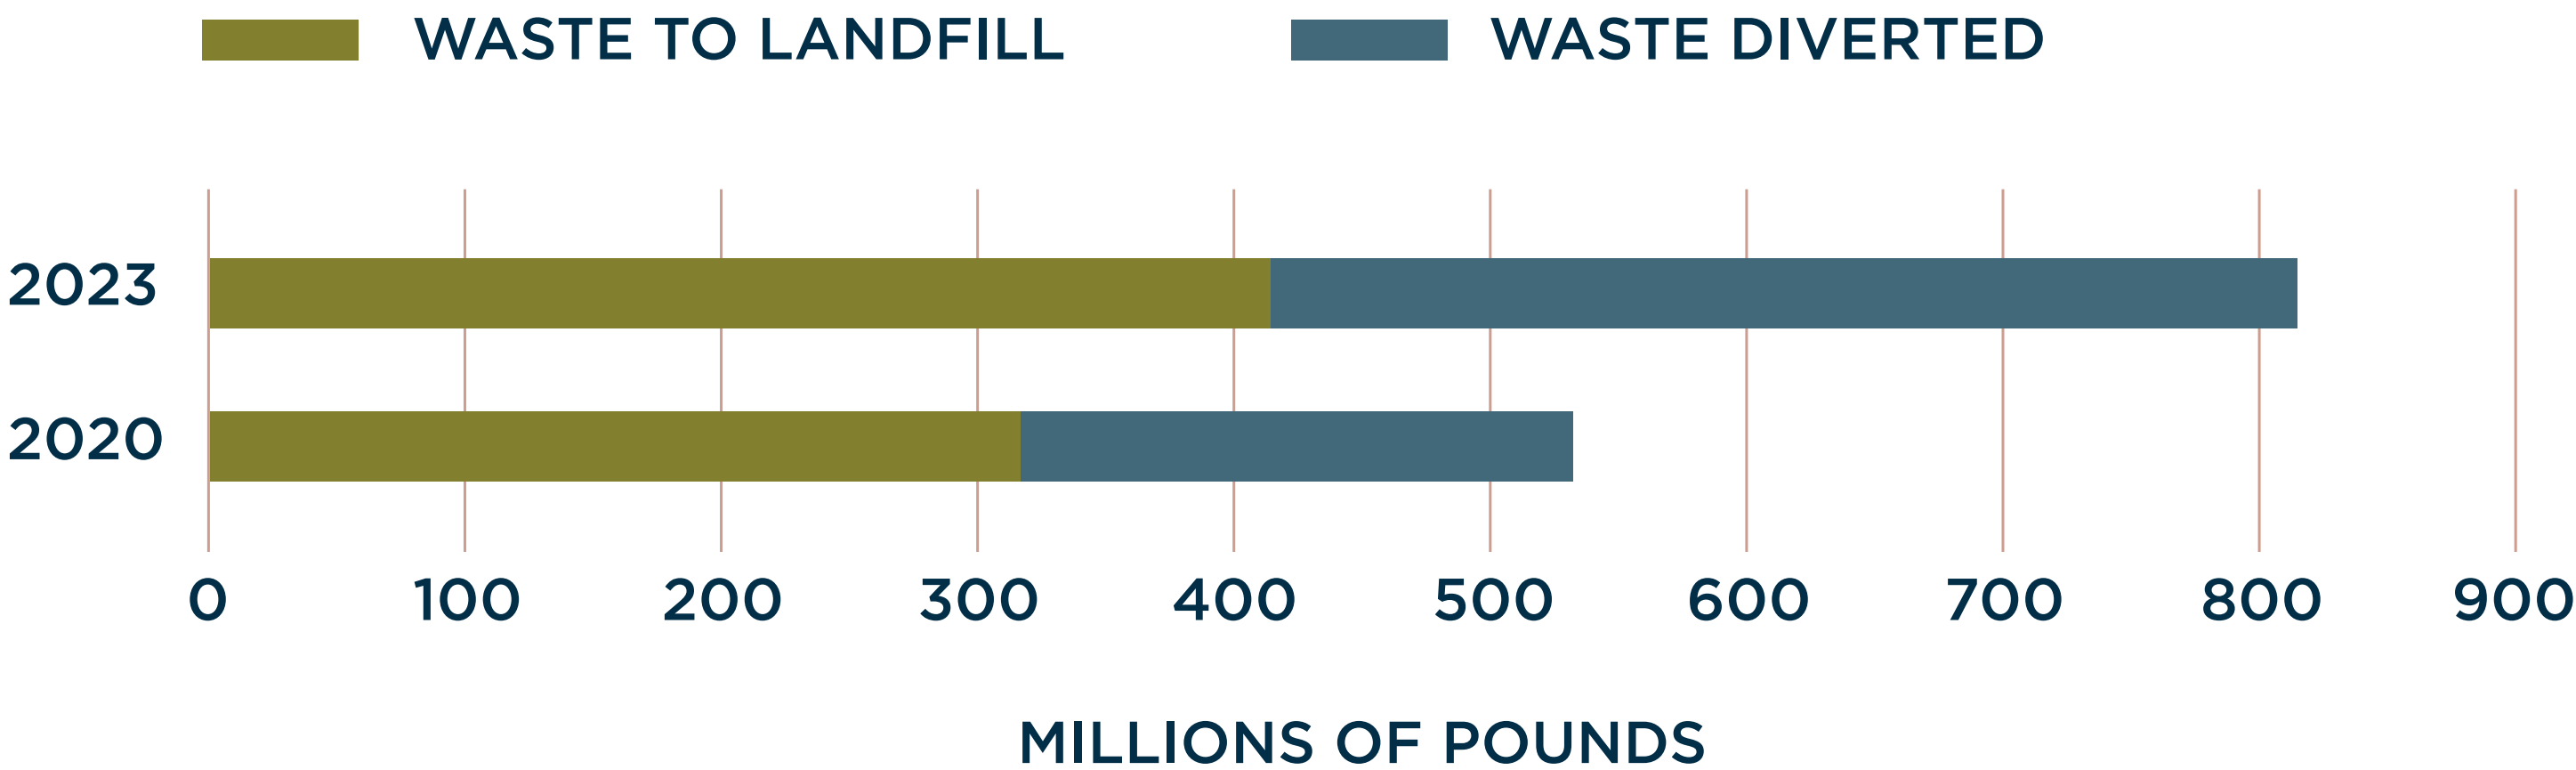 WASTE TO LANDFILL WASTE DIVERTED
2023
2020
0 100 200 300 400 500 600 700 800 900
MILLIONS OF POUNDS